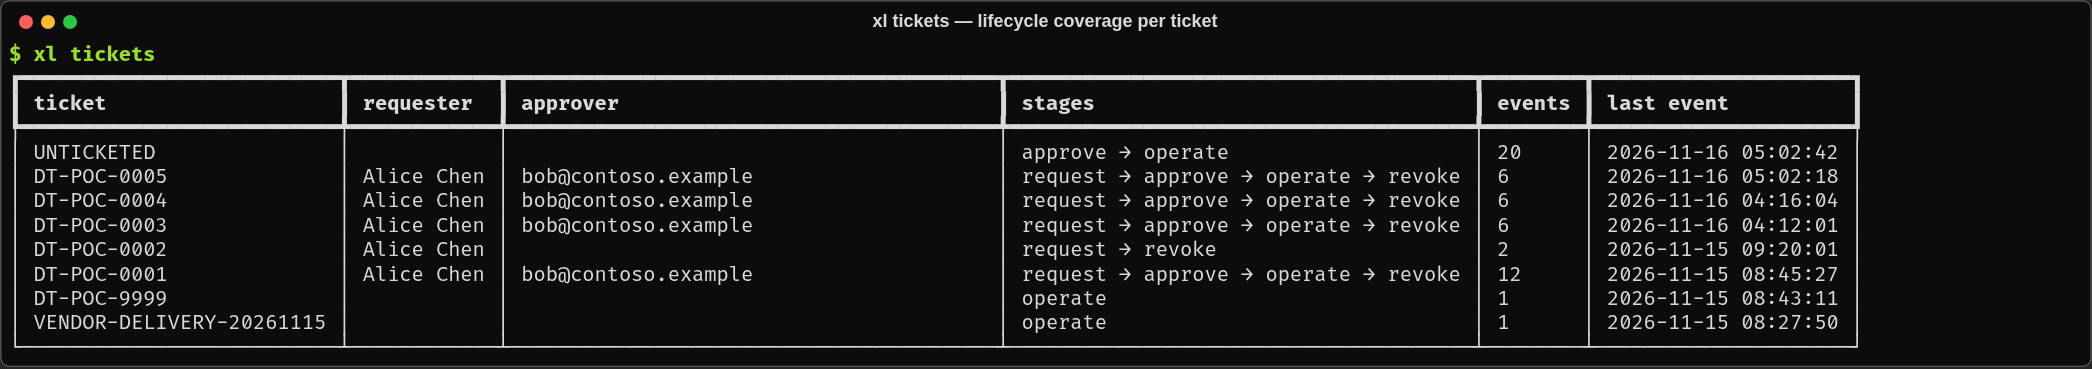 xl tickets — lifecycle coverage per ticket
$ xl tickets
ticket requester approver stages events last event
UNTICKETED approve → operate 20 2026-11-16 05:02:42
DT-POC-0005 Alice Chen bob@contoso.example request → approve → operate → revoke 6 2026-11-16 05:02:18
DT-POC-0004 Alice Chen bob@contoso.example request → approve → operate → revoke 6 2026-11-16 04:16:04
DT-POC-0003 Alice Chen bob@contoso.example request → approve → operate → revoke 6 2026-11-16 04:12:01
DT-POC-0002 Alice Chen request → revoke 2 2026-11-15 09:20:01
DT-POC-0001 Alice Chen bob@contoso.example request → approve → operate → revoke 12 2026-11-15 08:45:27
DT-POC-9999 operate 1 2026-11-15 08:43:11
VENDOR-DELIVERY-20261115 operate 1 2026-11-15 08:27:50